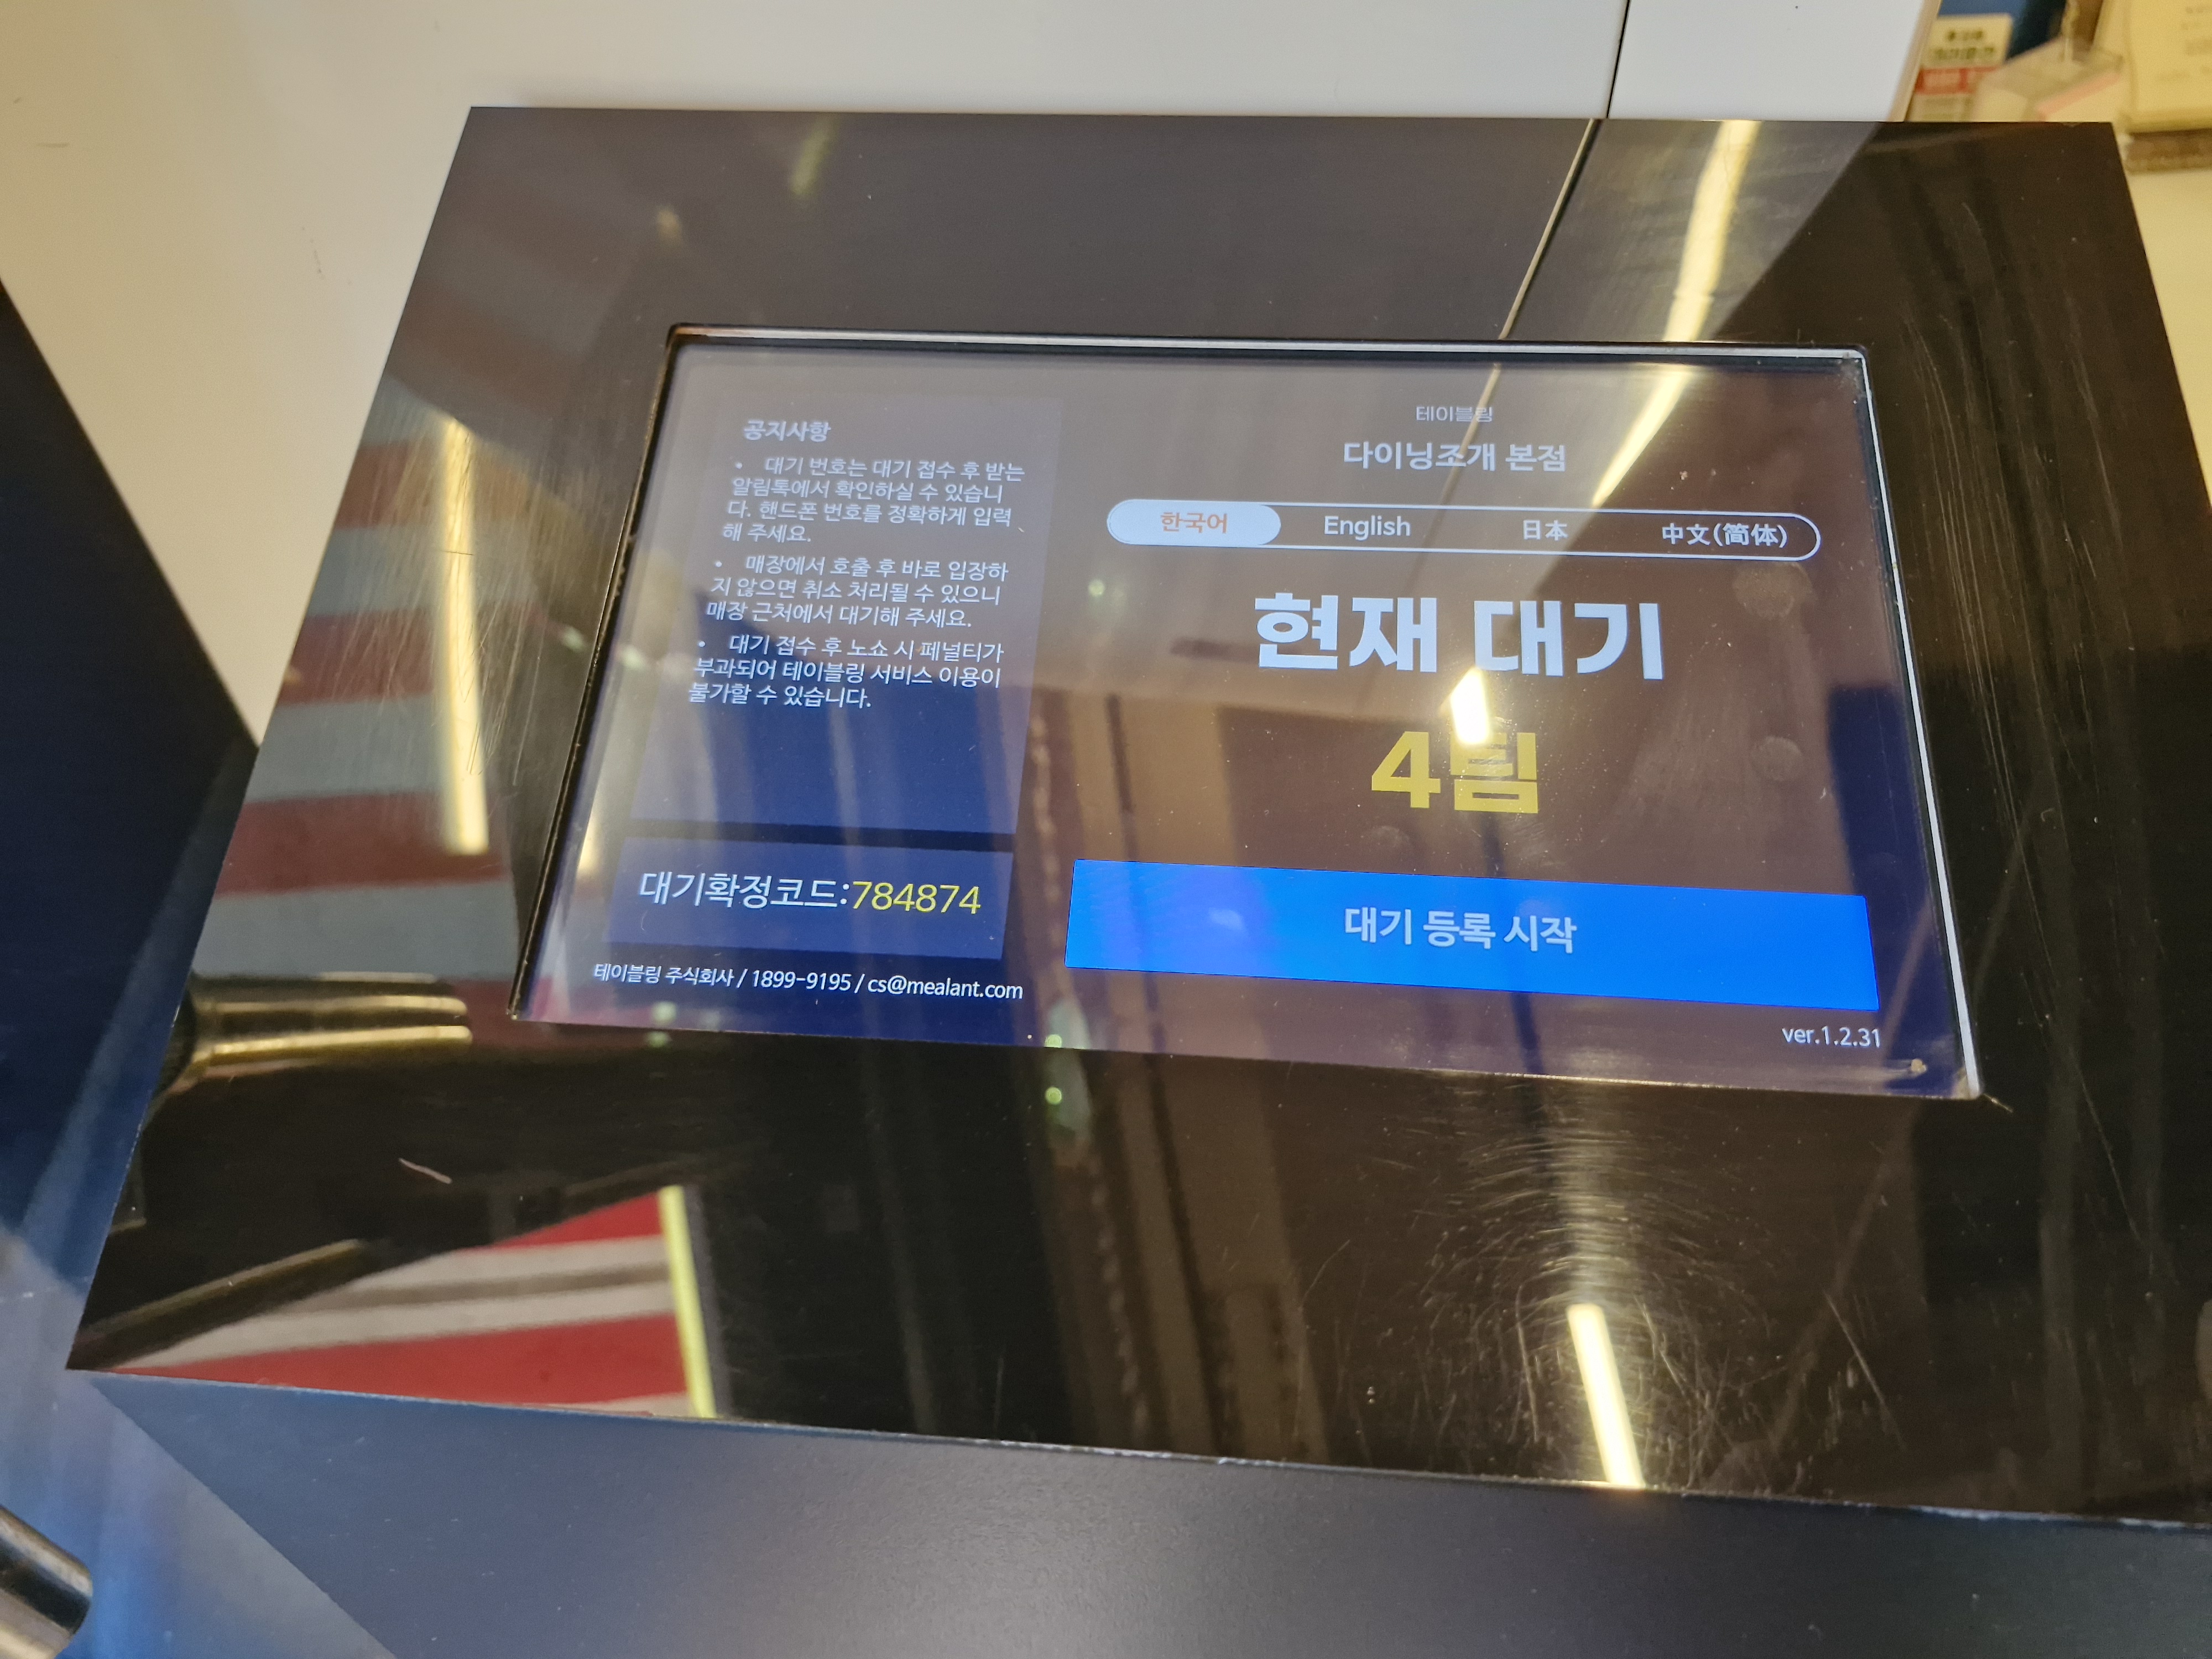 공지사항
• 대기 번호는 대기 접수 후 받는
알림톡에서 확인하실 수 있습니
다. 핸드폰 번호를 정확하게 입력
해 주세요.
• 매장에서 호출 후 바로 입장하
지 않으면 취소 처리될 수 있으니
매장 근처에서 대기해 주세요.
• 대기 접수 후 노쇼 시 페널티가
부과되어 테이블링 서비스 이용이
불가할 수 있습니다.
대기확정코드:784874
테이블링 주식회사 / 1899-9195 / cs@mealant.com
테이블링
다이닝조개 본점
한국어 English 日本 中文(简体)
현재 대기
4팀
대기 등록 시작
ver.1.2.31